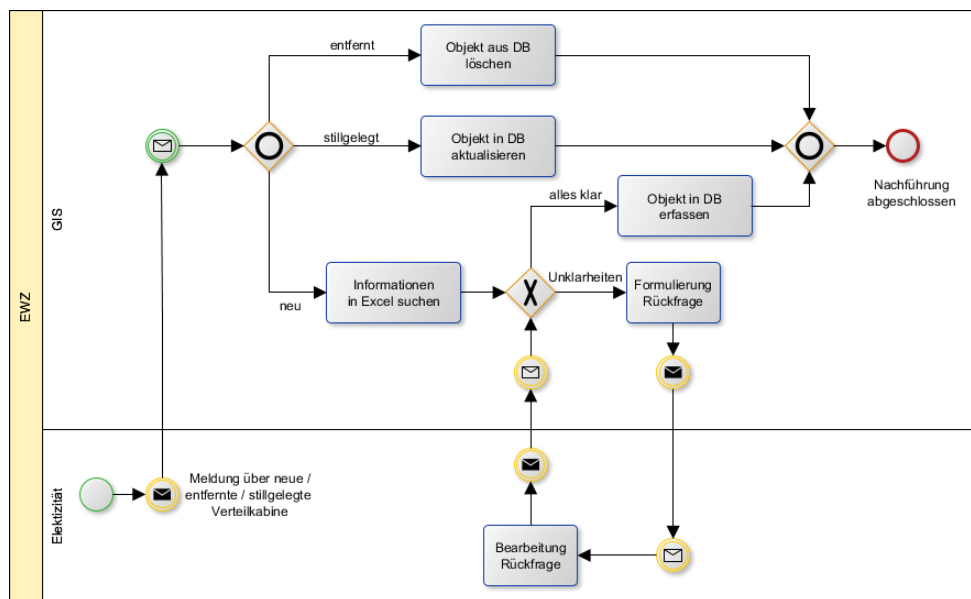 EWZ
GIS
entfernt
Objekt aus DB
löschen
stillgelegt
Objekt in DB
aktualisieren
alles klar
Objekt in DB
erfassen
Nachführung
abgeschlossen
neu
Informationen
in Excel suchen
Unklarheiten
Formulierung
Rückfrage
Elektizität
Meldung über neue /
entfernte / stillgelegte
Verteilkabine
Bearbeitung
Rückfrage